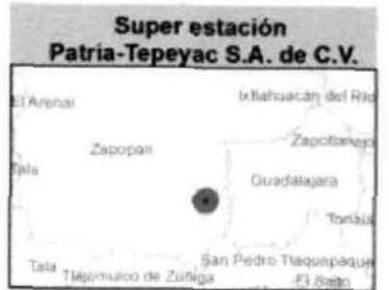 Super estación
Patria-Tepeyac S.A. de C.V.
El Arenal
Ixtlahuacán del Río
Zapotlanejo
Zapopan
Tala
Guadalajara
Tonalá
San Pedro Tlaquepaque
Tala
Tlajomulco de Zúñiga
El Salto